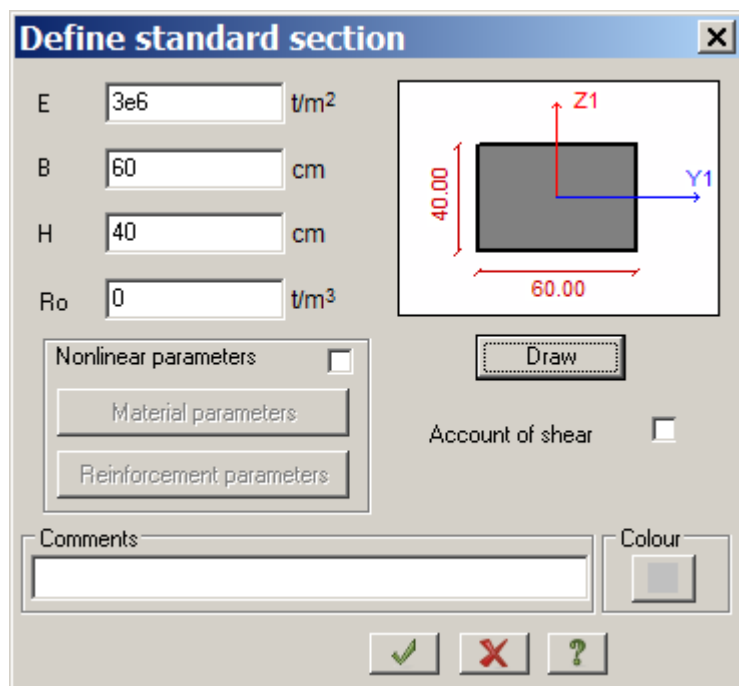 Define standard section
E 3e6 t/m²
B 60 cm
H 40 cm
Ro 0 t/m³
Z1
Y1
40.00
60.00
Nonlinear parameters
Material parameters
Reinforcement parameters
Draw
Account of shear
Comments
Colour
?